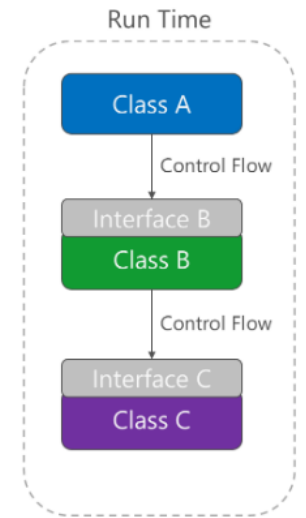 Run Time
Class A
Control Flow
Interface B
Class B
Control Flow
Interface C
Class C